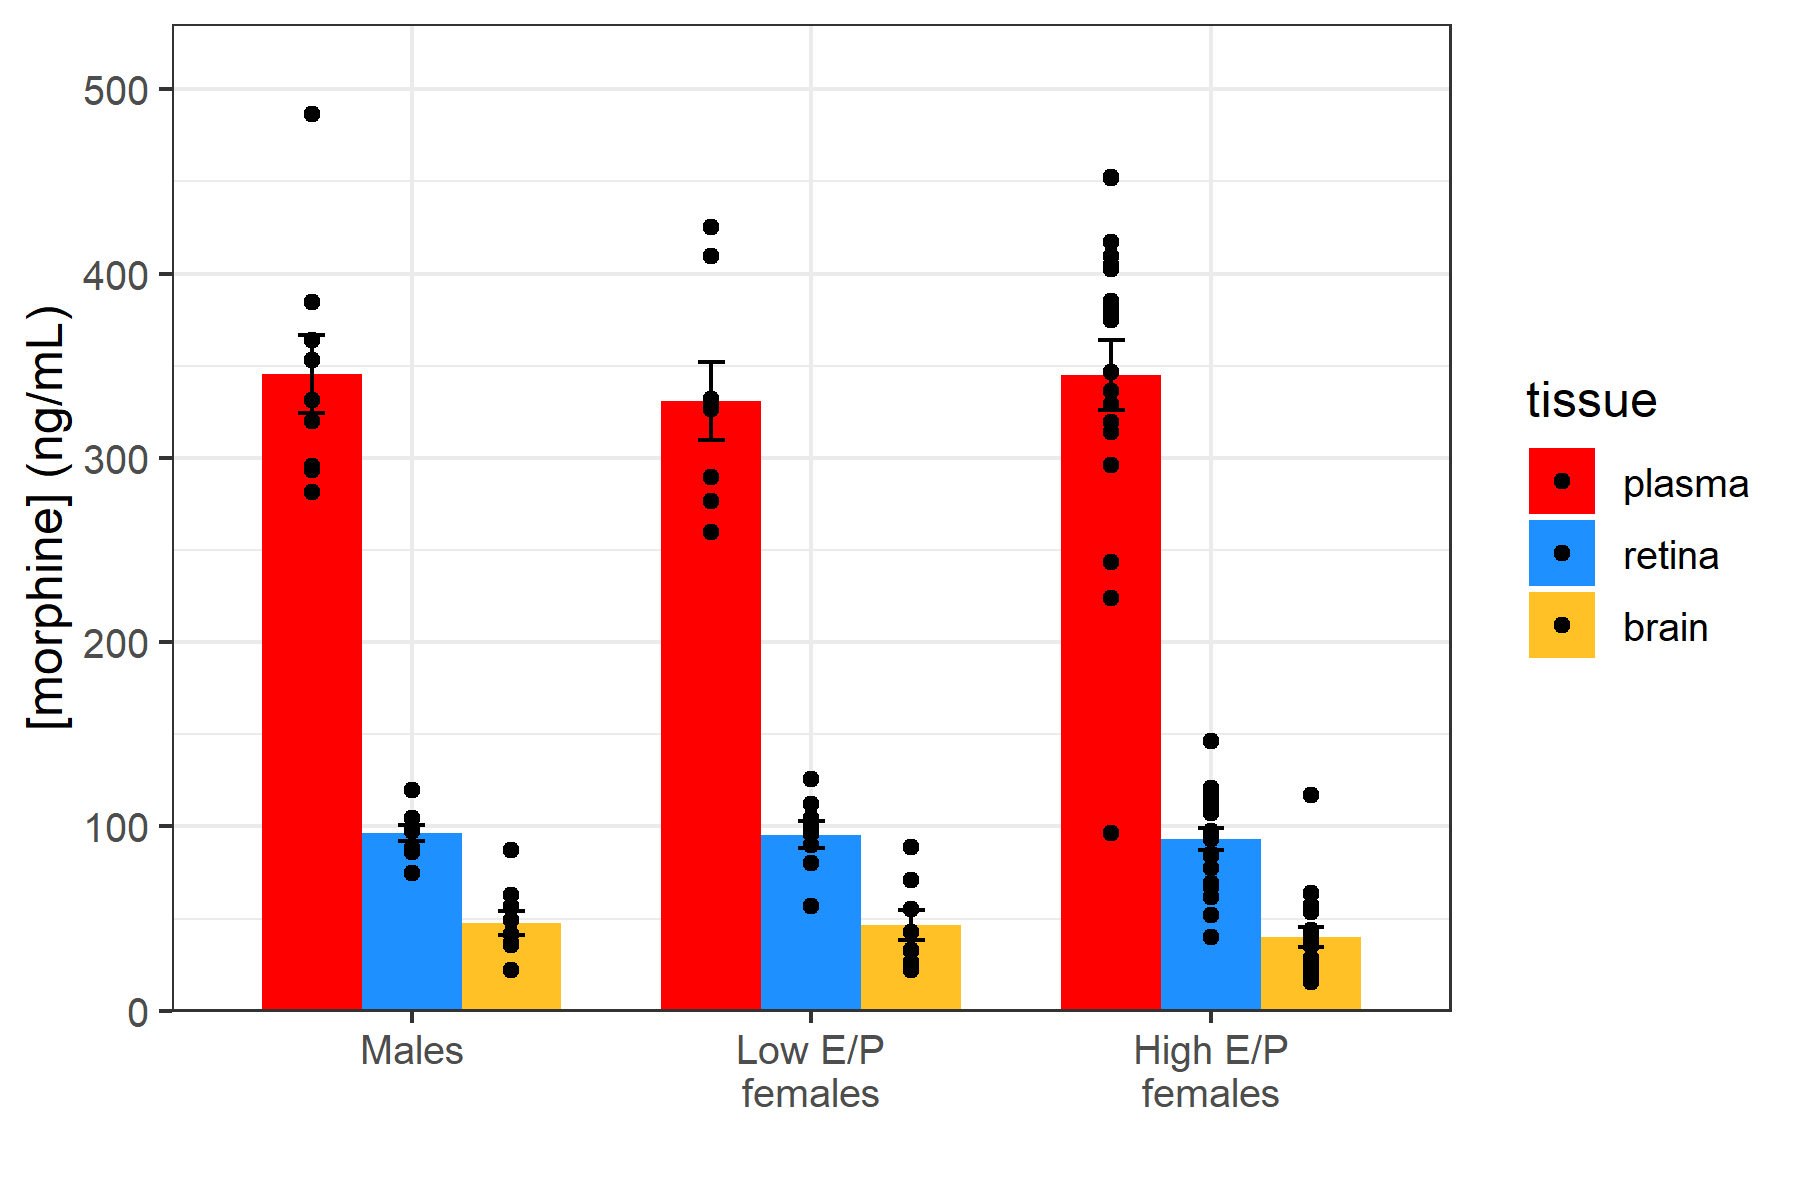 [morphine] (ng/mL)
500
400
300
200
100
0
Males
Low E/P
females
High E/P
females
tissue
plasma
retina
brain